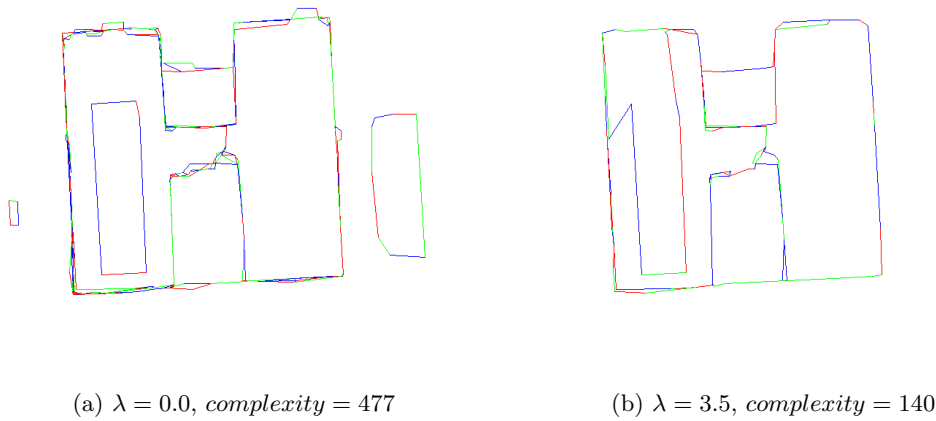 (a) λ = 0.0, complexity = 477
(b) λ = 3.5, complexity = 140